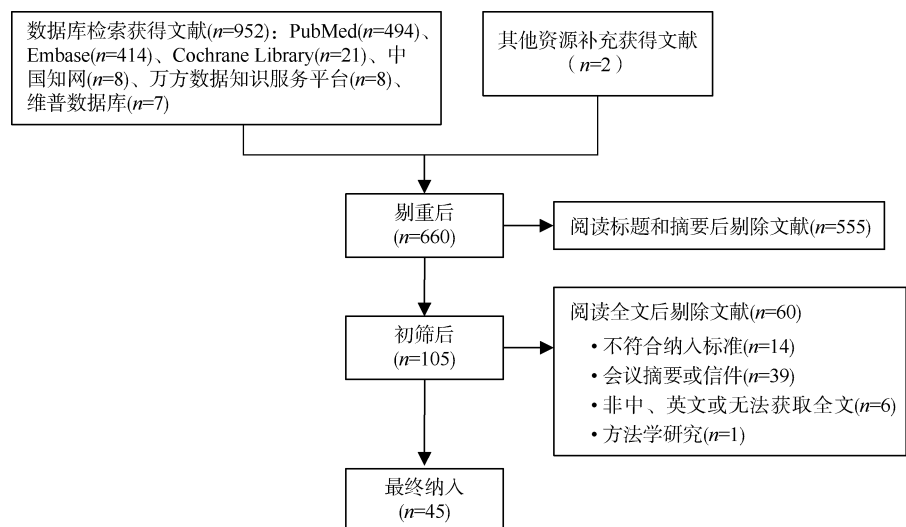 数据库检索获得文献(n=952)：PubMed(n=494)、
Embase(n=414)、Cochrane Library(n=21)、中
国知网(n=8)、万方数据知识服务平台(n=8)、
维普数据库(n=7)
其他资源补充获得文献
（n=2）
剔重后
(n=660)
阅读标题和摘要后剔除文献(n=555)
初筛后
(n=105)
阅读全文后剔除文献(n=60)
・不符合纳入标准(n=14)
・会议摘要或信件(n=39)
・非中、英文或无法获取全文(n=6)
・方法学研究(n=1)
最终纳入
(n=45)